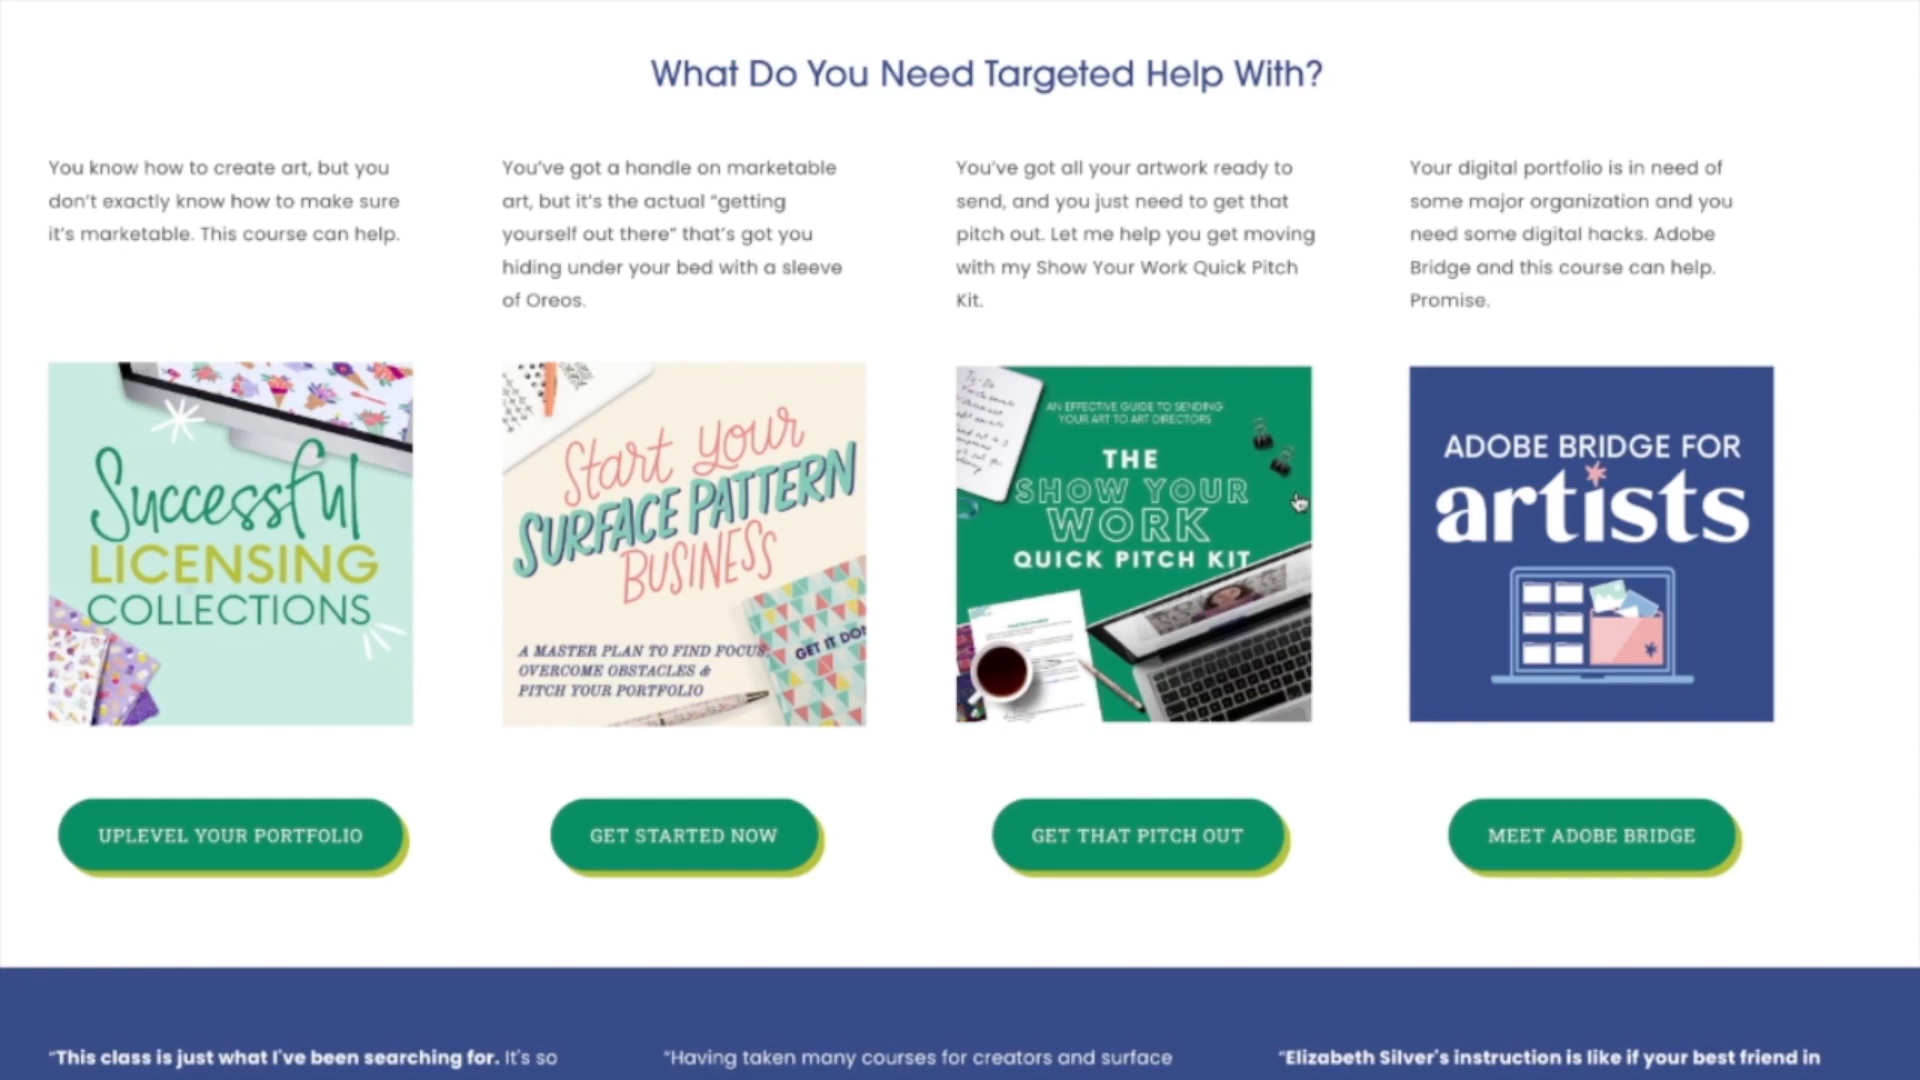 What Do You Need Targeted Help With?
You know how to create art, but you
don't exactly know how to make sure
it's marketable. This course can help.
You've got a handle on marketable
art, but it's the actual "getting
yourself out there" that's got you
hiding under your bed with a sleeve
of Oreos.
You've got all your artwork ready to
send, and you just need to get that
pitch out. Let me help you get moving
with my Show Your Work Quick Pitch
Kit.
Your digital portfolio is in need of
some major organization and you
need some digital hacks. Adobe
Bridge and this course can help.
Promise.
Successful
LICENSING
COLLECTIONS
Start your
SURFACE PATTERN
BUSINESS
A MASTER PLAN TO FIND FOCUS,
OVERCOME OBSTACLES &
PITCH YOUR PORTFOLIO
GET IT DON
AN EFFECTIVE GUIDE TO SENDING
YOUR ART TO ART DIRECTORS
THE
SHOW YOUR
WORK
QUICK PITCH KIT
ADOBE BRIDGE FOR
artists
UPLEVEL YOUR PORTFOLIO
GET STARTED NOW
GET THAT PITCH OUT
MEET ADOBE BRIDGE
"This class is just what I've been searching for. It's so
"Having taken many courses for creators and surface
"Elizabeth Silver's instruction is like if your best friend in